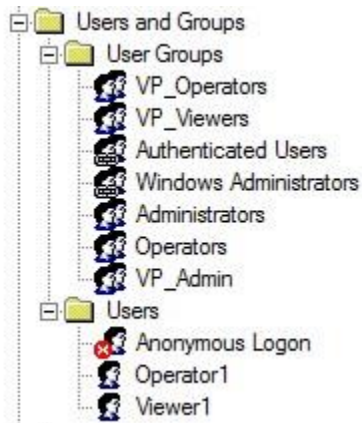 Users and Groups
User Groups
VP_Operators
VP_Viewers
Authenticated Users
Windows Administrators
Administrators
Operators
VP_Admin
Users
Anonymous Logon
Operator1
Viewer1